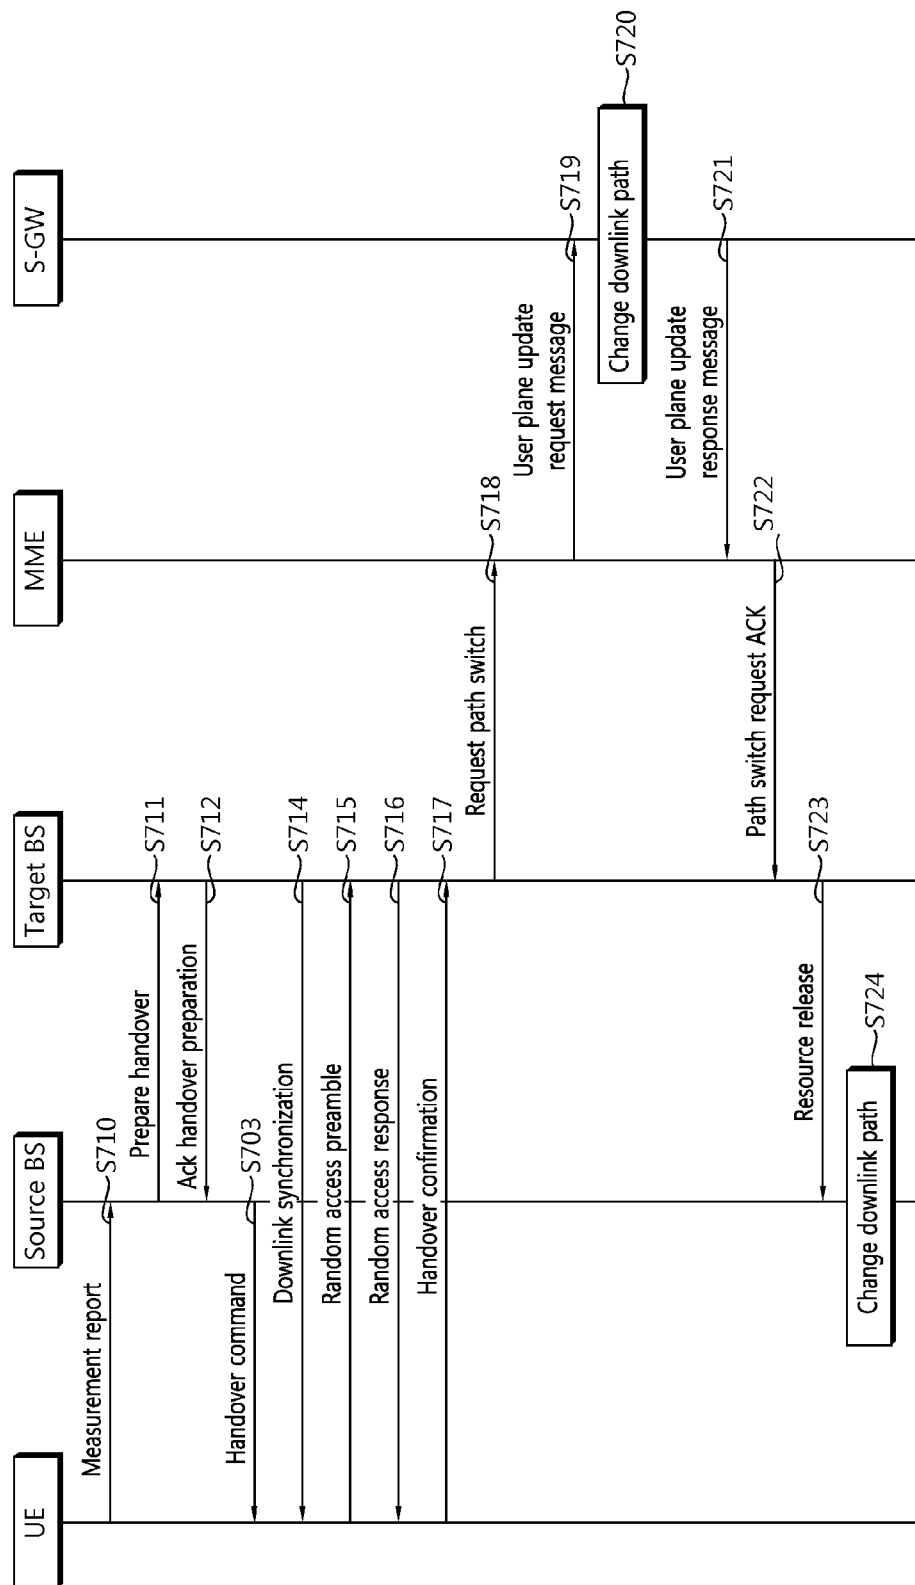 UE
Source BS
Target BS
MME
S-GW
Measurement report
S710
Prepare handover
S711
Ack handover preparation
S712
Handover command
S703
Downlink synchronization
S714
Random access preamble
S715
Random access response
S716
Handover confirmation
S717
Request path switch
S718
User plane update
request message
S719
Change downlink path
S720
User plane update
response message
S721
Path switch request ACK
S722
Resource release
S723
Change downlink path
S724